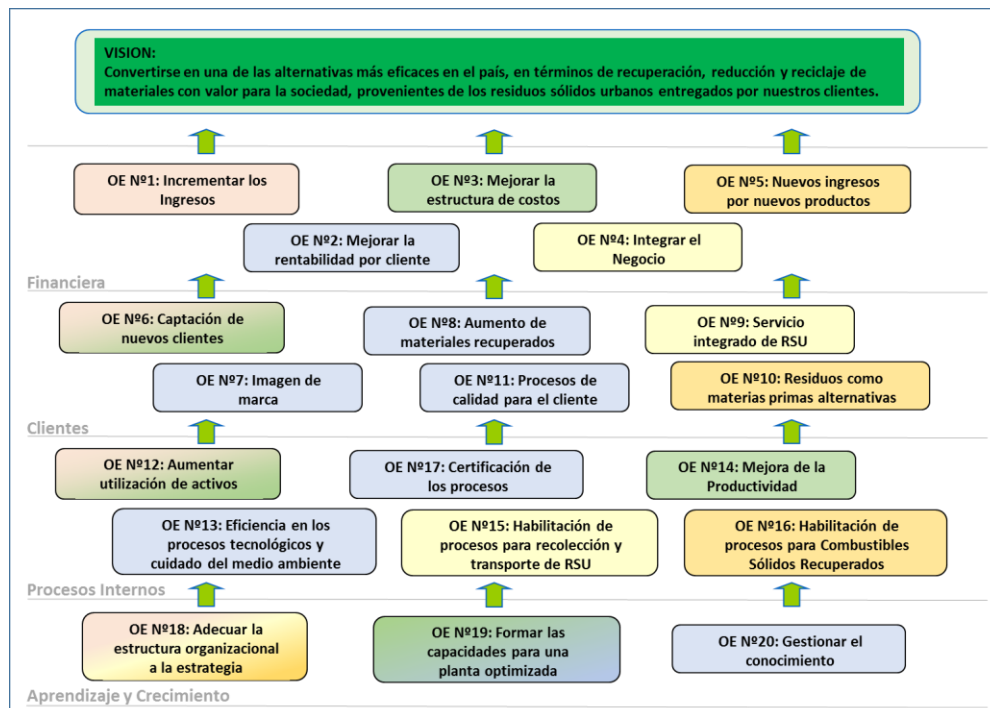 VISION:
Convertirse en una de las alternativas más eficaces en el país, en términos de recuperación, reducción y reciclaje de
materiales con valor para la sociedad, provenientes de los residuos sólidos urbanos entregados por nuestros clientes.
OE Nº1: Incrementar los
Ingresos
OE Nº3: Mejorar la
estructura de costos
OE Nº5: Nuevos ingresos
por nuevos productos
OE Nº2: Mejorar la
rentabilidad por cliente
OE Nº4: Integrar el
Negocio
Financiera
OE Nº6: Captación de
nuevos clientes
OE Nº8: Aumento de
materiales recuperados
OE Nº9: Servicio
integrado de RSU
OE Nº7: Imagen de
marca
OE Nº11: Procesos de
calidad para el cliente
OE Nº10: Residuos como
materias primas alternativas
Clientes
OE Nº12: Aumentar
utilización de activos
OE Nº17: Certificación de
los procesos
OE Nº14: Mejora de la
Productividad
OE Nº13: Eficiencia en los
procesos tecnológicos y
cuidado del medio ambiente
OE Nº15: Habilitación de
procesos para recolección y
transporte de RSU
OE Nº16: Habilitación de
procesos para Combustibles
Sólidos Recuperados
Procesos Internos
OE Nº18: Adecuar la
estructura organizacional
a la estrategia
OE Nº19: Formar las
capacidades para una
planta optimizada
OE Nº20: Gestionar el
conocimiento
Aprendizaje y Crecimiento